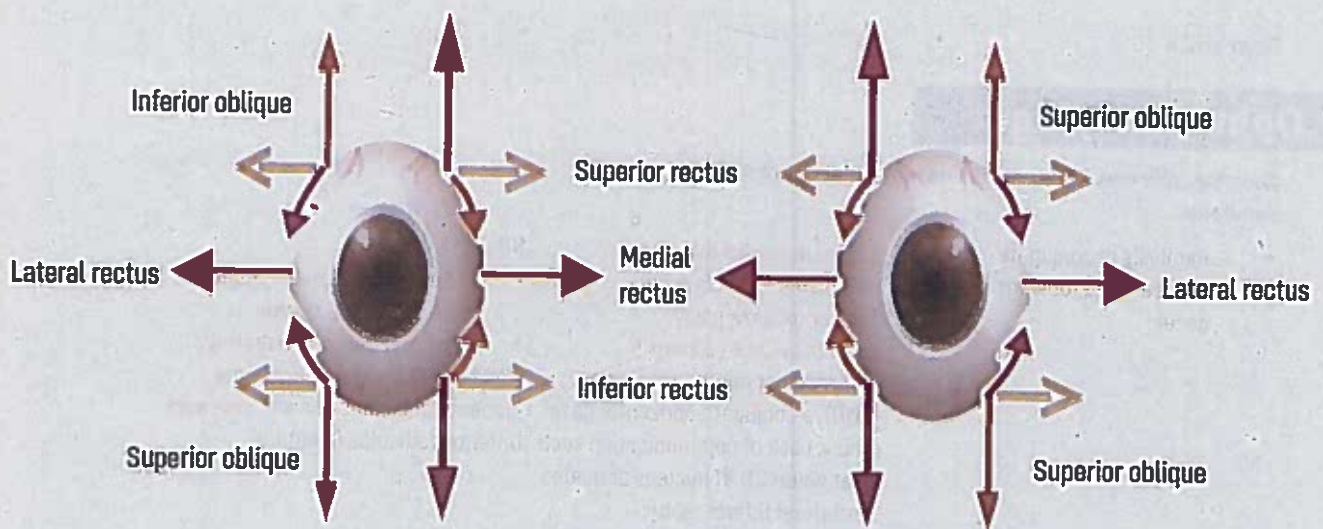 Inferior oblique
Superior oblique
Superior rectus
Lateral rectus
Medial
rectus
Lateral rectus
Inferior rectus
Superior oblique
Superior oblique